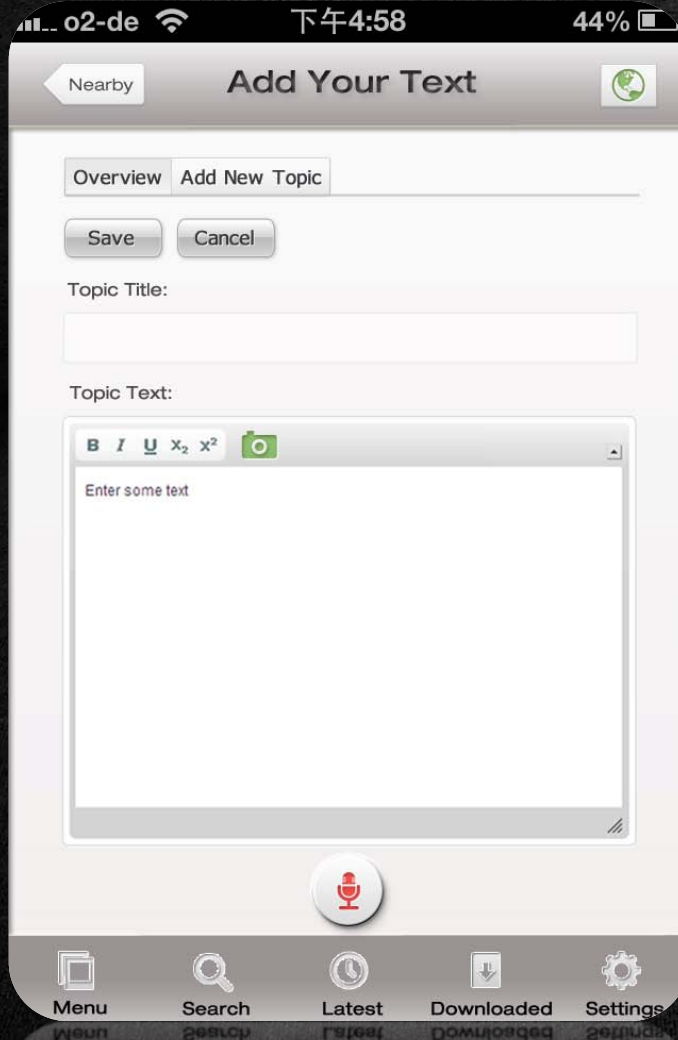 o2-de 下午4:58 44%
Nearby Add Your Text
Overview Add New Topic
Save Cancel
Topic Title:
Topic Text:
B I U X₂ X²
Enter some text
Menu Search Latest Downloaded Settings